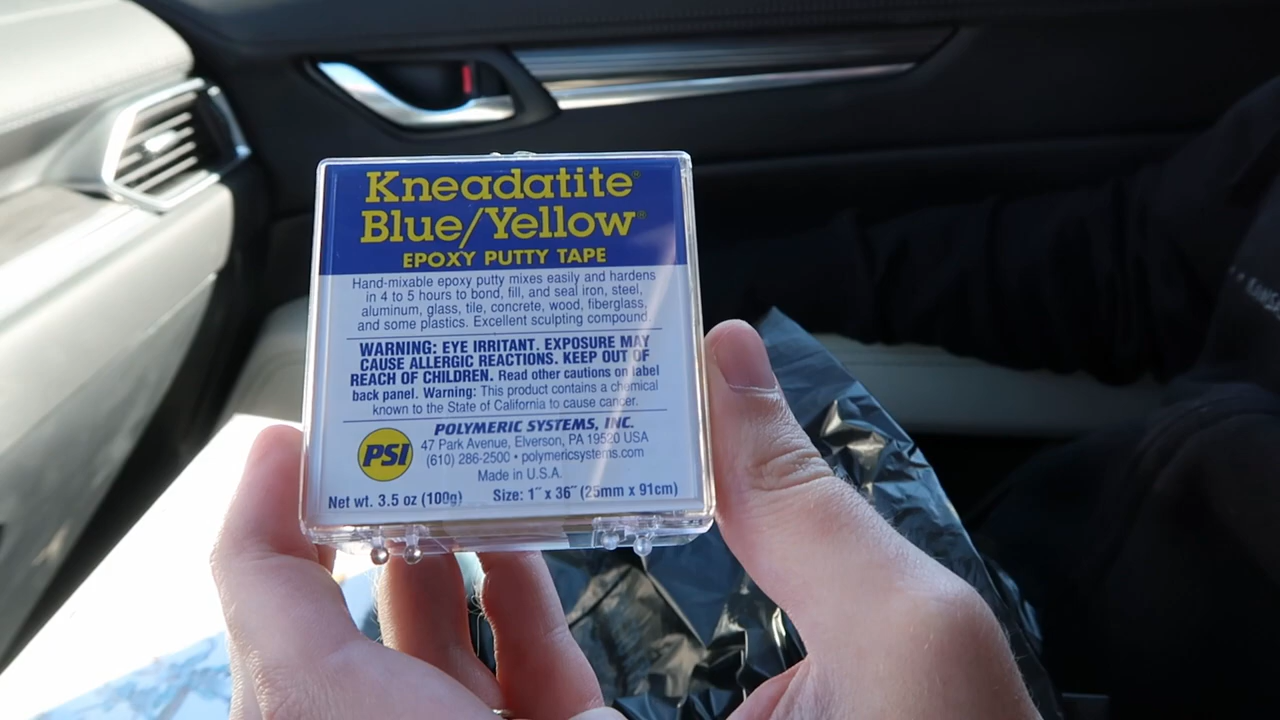 Kneadatite®
Blue/Yellow®
EPOXY PUTTY TAPE
Hand-mixable epoxy putty mixes easily and hardens
in 4 to 5 hours to bond, fill, and seal iron, steel,
aluminum, glass, tile, concrete, wood, fiberglass,
and some plastics. Excellent sculpting compound.
WARNING: EYE IRRITANT. EXPOSURE MAY
CAUSE ALLERGIC REACTIONS. KEEP OUT OF
REACH OF CHILDREN. Read other cautions on label
back panel. Warning: This product contains a chemical
known to the State of California to cause cancer.
PSI
POLYMERIC SYSTEMS, INC.
47 Park Avenue, Elverson, PA 19520 USA
(610) 286-2500 • polymericsystems.com
Made in U.S.A.
Net wt. 3.5 oz (100g) Size: 1″ x 36″ (25mm x 91cm)